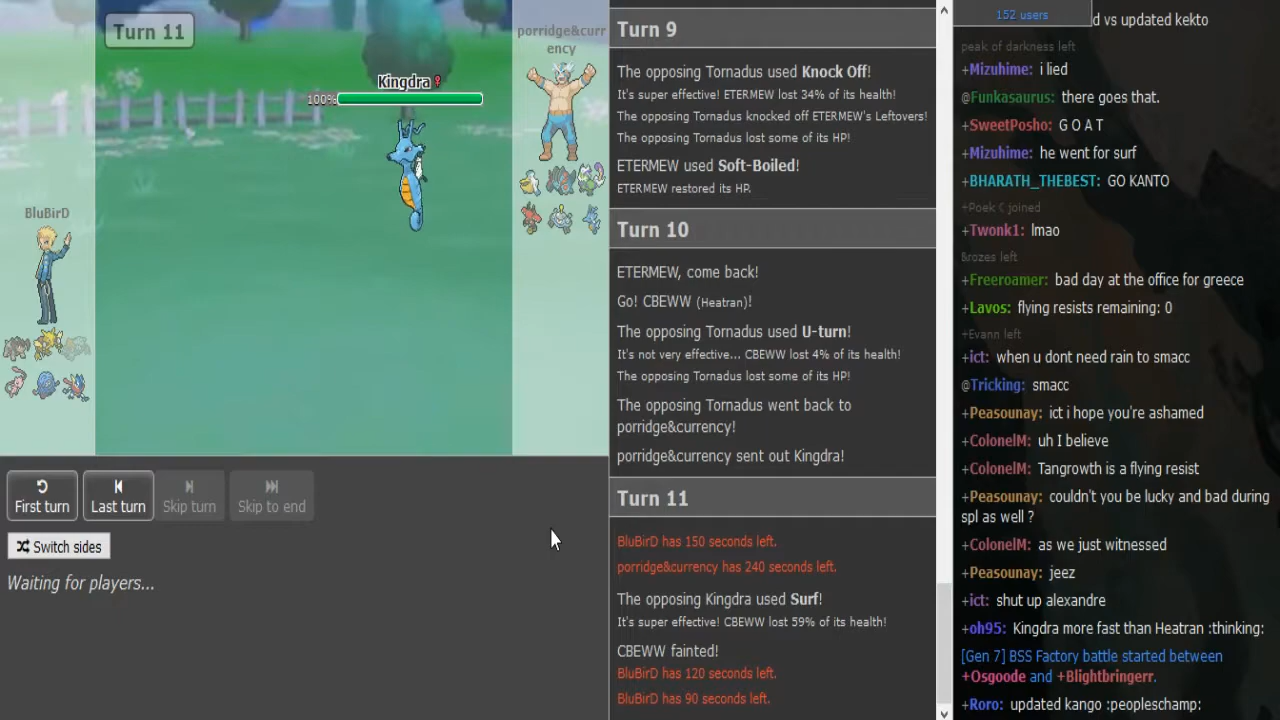 Turn 11
porridge&curr
ency
Kingdra ♀
100%
BluBirD
First turn
Last turn
Skip turn
Skip to end
Switch sides
Waiting for players...
Turn 9
The opposing Tornadus used Knock Off!
It's super effective! ETERMEW lost 34% of its health!
The opposing Tornadus knocked off ETERMEW's Leftovers!
The opposing Tornadus lost some of its HP!
ETERMEW used Soft-Boiled!
ETERMEW restored its HP.
Turn 10
ETERMEW, come back!
Go! CBEWW (Heatran)!
The opposing Tornadus used U-turn!
It's not very effective... CBEWW lost 4% of its health!
The opposing Tornadus lost some of its HP!
The opposing Tornadus went back to
porridge&currency!
porridge&currency sent out Kingdra!
Turn 11
BluBirD has 150 seconds left.
porridge&currency has 240 seconds left.
The opposing Kingdra used Surf!
It's super effective! CBEWW lost 59% of its health!
CBEWW fainted!
BluBirD has 120 seconds left.
BluBirD has 90 seconds left.
152 users
d vs updated kekto
peak of darkness left
+Mizuhime: i lied
@Funkasaurus: there goes that.
+SweetPosho: G O A T
+Mizuhime: he went for surf
+BHARATH_THEBEST: GO KANTO
+Poek C joined
+Twonk1: lmao
&rozes left
+Freeroamer: bad day at the office for greece
+Lavos: flying resists remaining: 0
+Evann left
+ict: when u dont need rain to smacc
@Tricking: smacc
+Peasounay: ict i hope you're ashamed
+ColonelM: uh I believe
+ColonelM: Tangrowth is a flying resist
+Peasounay: couldn't you be lucky and bad during
spl as well ?
+ColonelM: as we just witnessed
+Peasounay: jeez
+ict: shut up alexandre
+oh95: Kingdra more fast than Heatran :thinking:
[Gen 7] BSS Factory battle started between
+Osgoode and +Blightbringerr.
+Roro: updated kango :peopleschamp: